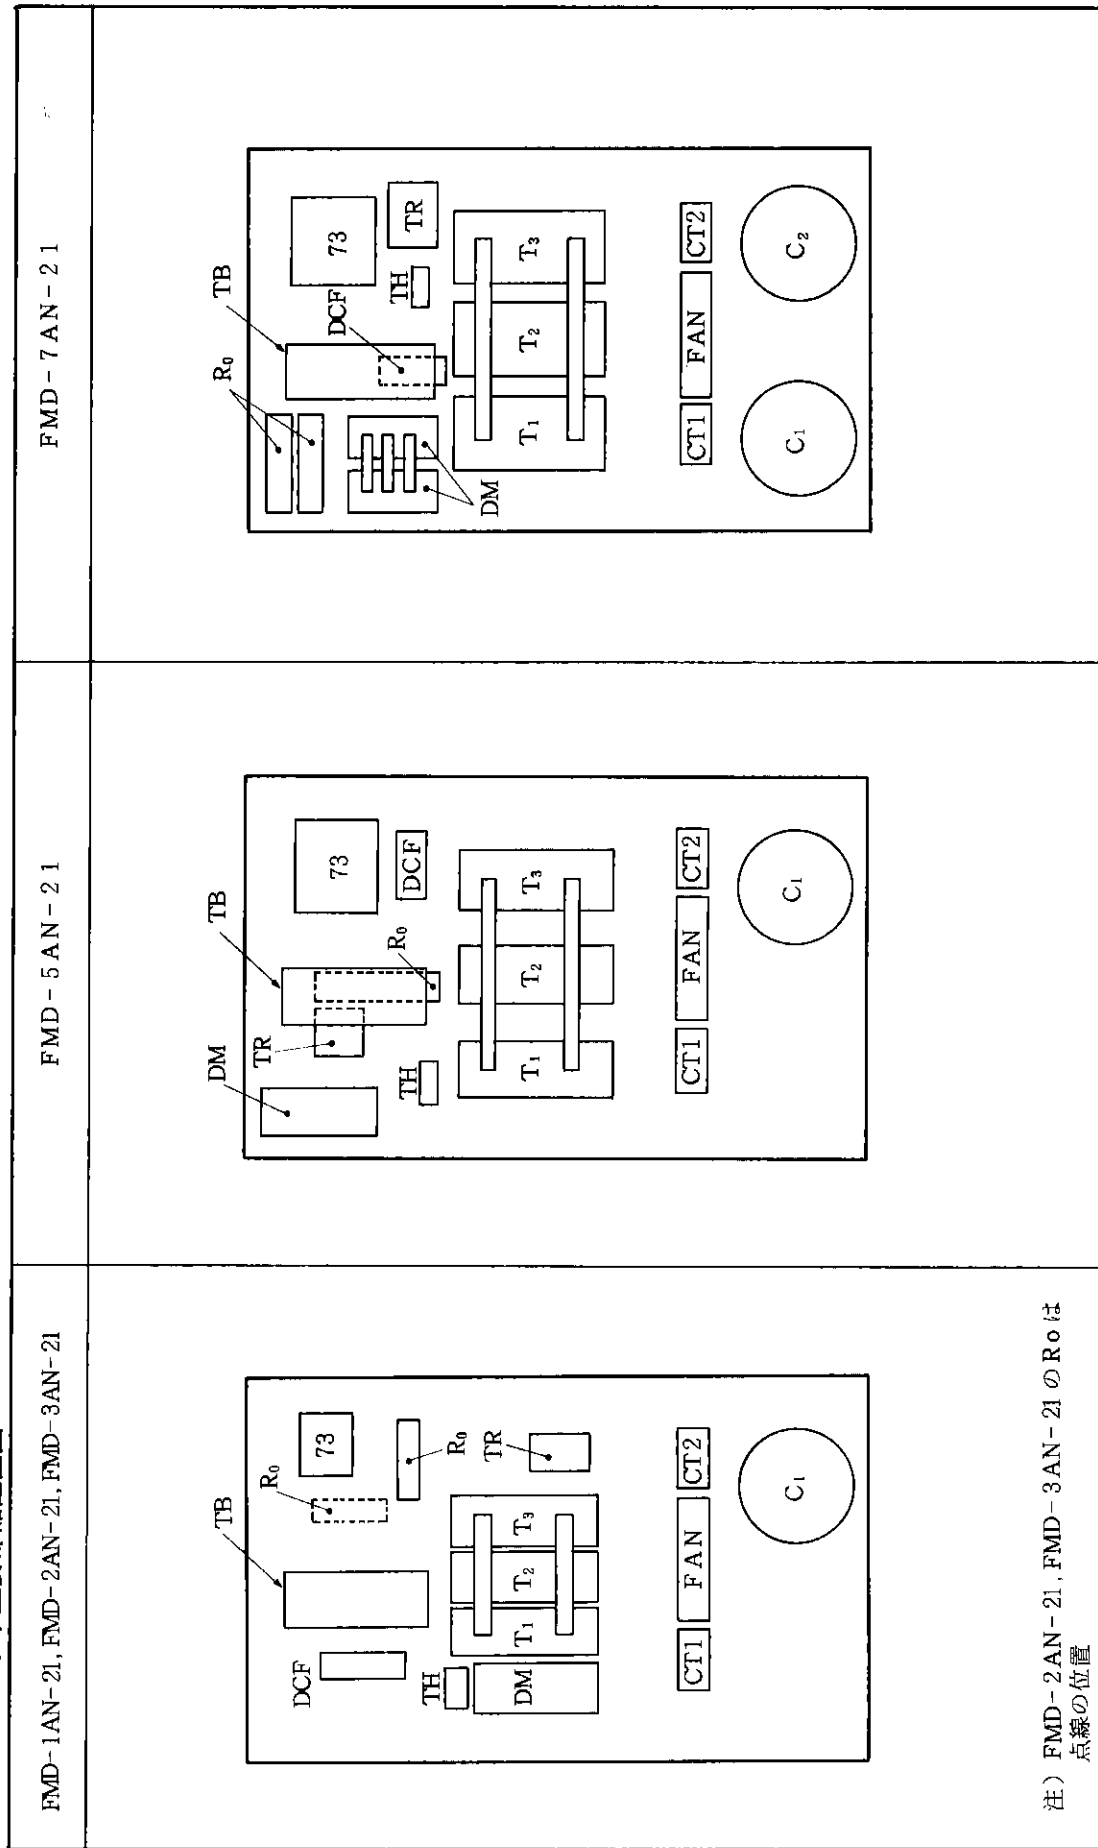 FMD-1AN-21, FMD-2AN-21, FMD-3AN-21
FMD-5AN-21
FMD-7AN-21
TB
R₀
73
DCF
R₀
TH
TR
DM
T₁
T₂
T₃
CT1
FAN
CT2
C₁
DM
TB
TR
73
R₀
DCF
TH
T₁
T₂
T₃
CT1
FAN
CT2
C₁
R₀
TB
73
DCF
TH
TR
DM
T₁
T₂
T₃
CT1
FAN
CT2
C₁
C₂
注) FMD-2AN-21, FMD-3AN-21のRoは
点線の位置